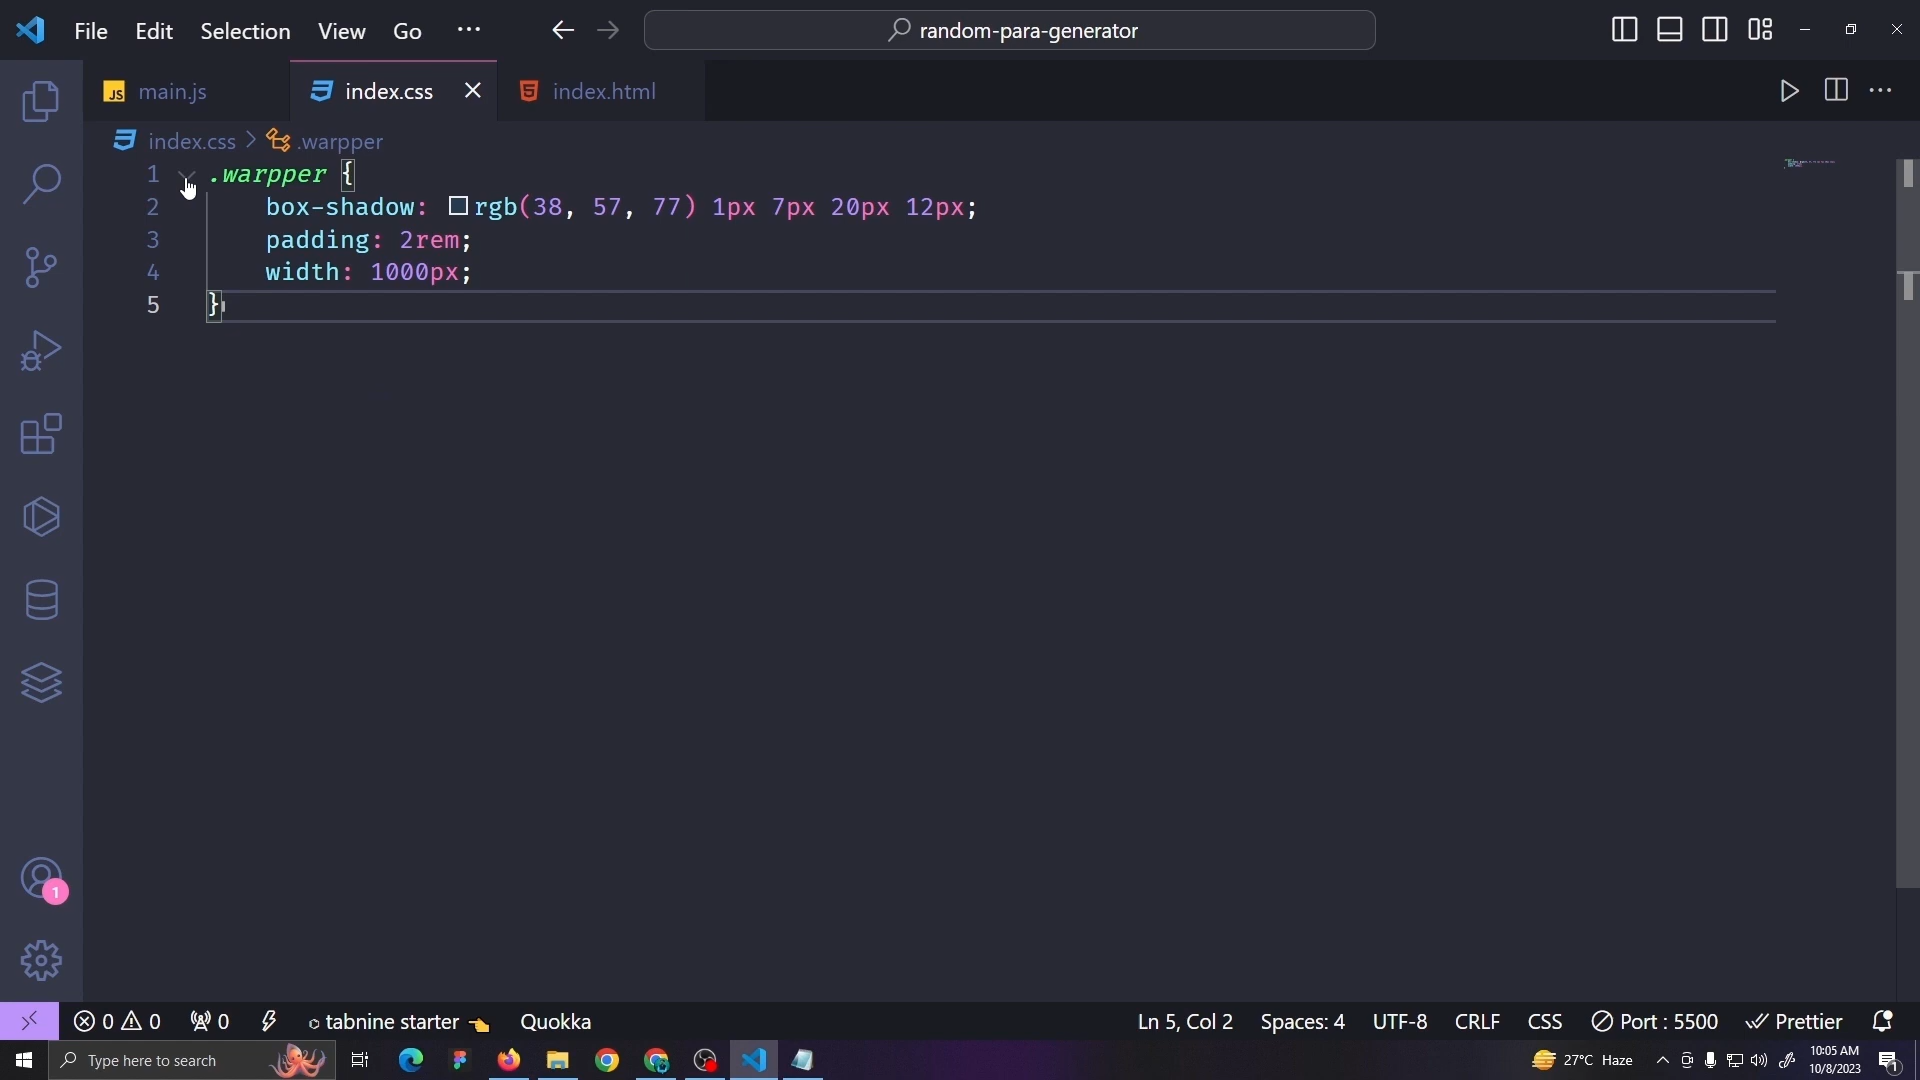 File Edit Selection View Go ··· random-para-generator
JS main.js index.css index.html
index.css > .warpper
1 .warpper {
2 box-shadow: rgb(38, 57, 77) 1px 7px 20px 12px;
3 padding: 2rem;
4 width: 1000px;
5 }
1
0 0 0 tabnine starter Quokka Ln 5, Col 2 Spaces: 4 UTF-8 CRLF CSS Port : 5500 Prettier
Type here to search 27°C Haze 10:05 AM
10/8/2023 1